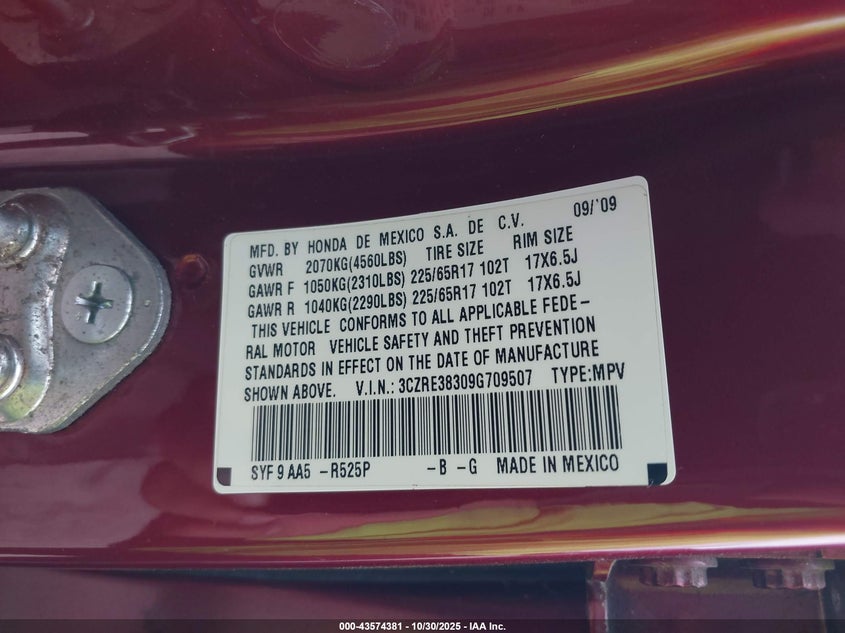 09/'09
MFD. BY HONDA DE MEXICO S.A. DE C.V.
GVWR 2070KG(4560LBS) TIRE SIZE RIM SIZE
GAWR F 1050KG(2310LBS) 225/65R17 102T 17X6.5J
GAWR R 1040KG(2290LBS) 225/65R17 102T 17X6.5J
THIS VEHICLE CONFORMS TO ALL APPLICABLE FEDE-
RAL MOTOR VEHICLE SAFETY AND THEFT PREVENTION
STANDARDS IN EFFECT ON THE DATE OF MANUFACTURE
SHOWN ABOVE. V.I.N.: 3CZRE38309G709507 TYPE:MPV
SYF 9 AA5 -R525P -B -G MADE IN MEXICO
000-43574381 - 10/30/2025 - IAA Inc.